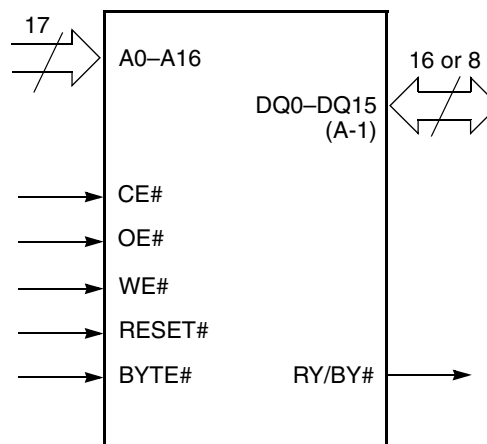 17
A0–A16
16 or 8
DQ0–DQ15
(A-1)
CE#
OE#
WE#
RESET#
BYTE#
RY/BY#